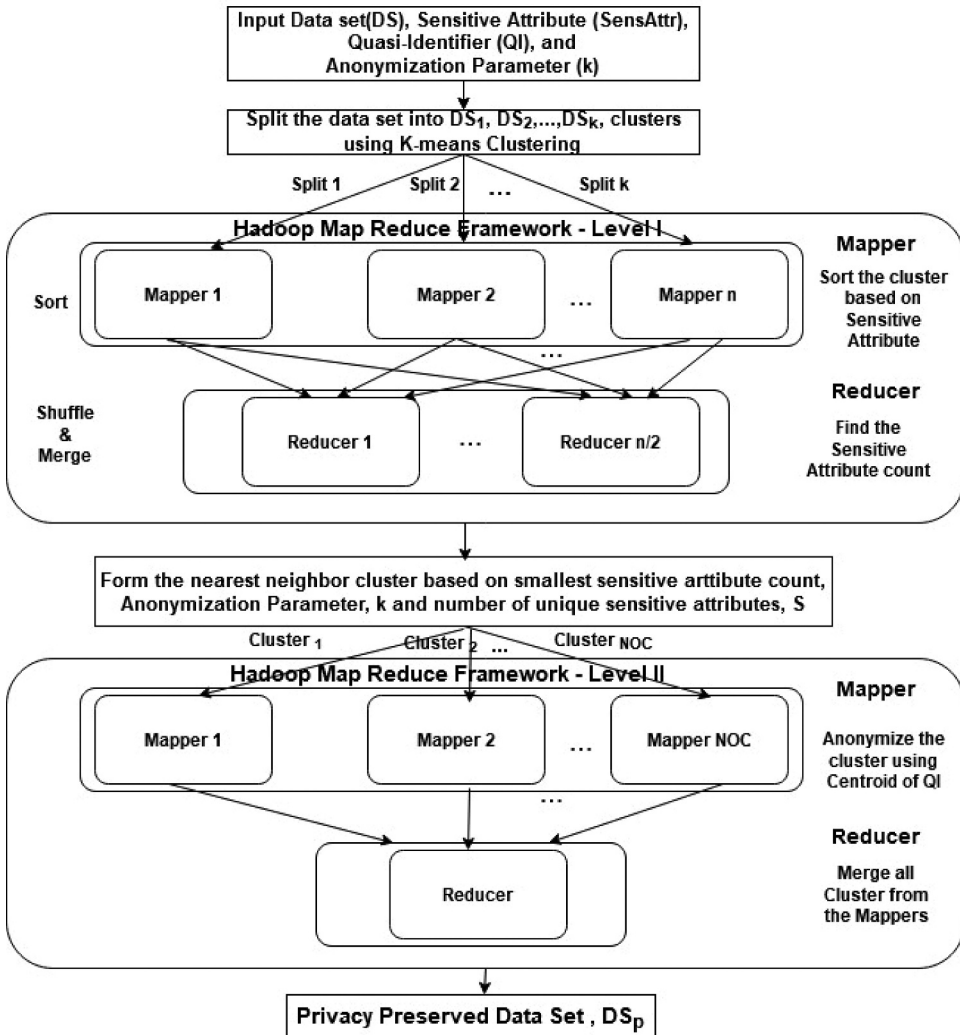 Input Data set(DS), Sensitive Attribute (SensAttr),
Quasi-Identifier (QI), and
Anonymization Parameter (k)
Split the data set into DS₁, DS₂,...,DSₖ, clusters
using K-means Clustering
Split 1
Split 2
...
Split k
Hadoop Map Reduce Framework - Level I
Mapper 1
Mapper 2
...
Mapper n
Sort
Mapper
Sort the cluster
based on
Sensitive
Attribute
...
Shuffle
&
Merge
Reducer 1
...
Reducer n/2
Reducer
Find the
Sensitive
Attribute count
Form the nearest neighbor cluster based on smallest sensitive arttibute count,
Anonymization Parameter, k and number of unique sensitive attributes, S
Cluster ₁
Cluster ₂
...
Cluster NOC
Hadoop Map Reduce Framework - Level II
Mapper 1
Mapper 2
...
Mapper NOC
Mapper
Anonymize the
cluster using
Centroid of QI
...
Reducer
Reducer
Merge all
Cluster from
the Mappers
Privacy Preserved Data Set , DSₚ